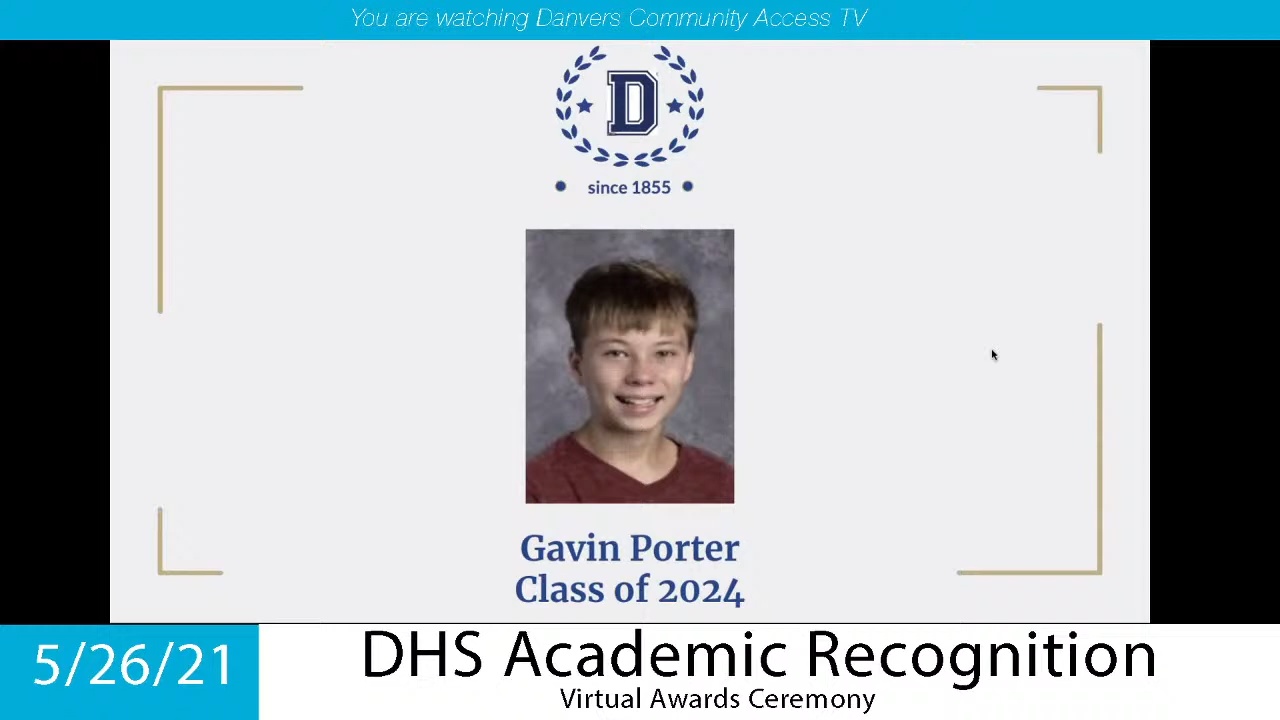 You are watching Danvers Community Access TV
D
since 1855
Gavin Porter
Class of 2024
5/26/21
DHS Academic Recognition
Virtual Awards Ceremony